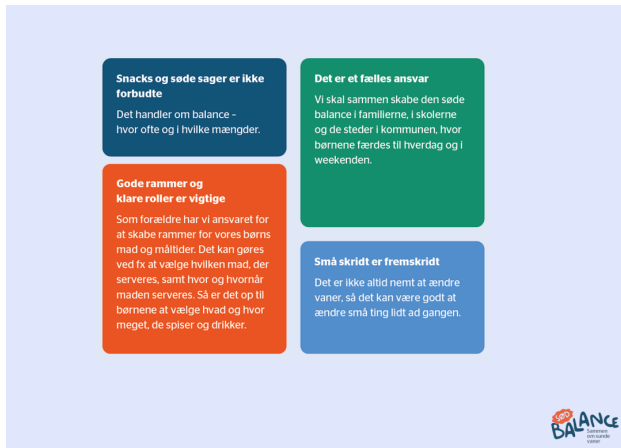 Snacks og søde sager er ikke
forbudte
Det handler om balance –
hvor ofte og i hvilke mængder.
Gode rammer og
klare roller er vigtige
Som forældre har vi ansvaret for
at skabe rammer for vores børns
mad og måltider. Det kan gøres
ved fx at vælge hvilken mad, der
serveres, samt hvor og hvornår
maden serveres. Så er det op til
børnene at vælge hvad og hvor
meget, de spiser og drikker.
Det er et fælles ansvar
Vi skal sammen skabe den søde
balance i familierne, i skolerne
og de steder i kommunen, hvor
børnene færdes til hverdag og i
weekenden.
Små skridt er fremskridt
Det er ikke altid nemt at ændre
vaner, så det kan være godt at
ændre små ting lidt ad gangen.
SØD
BALANCE
Sammen
om sunde
vaner